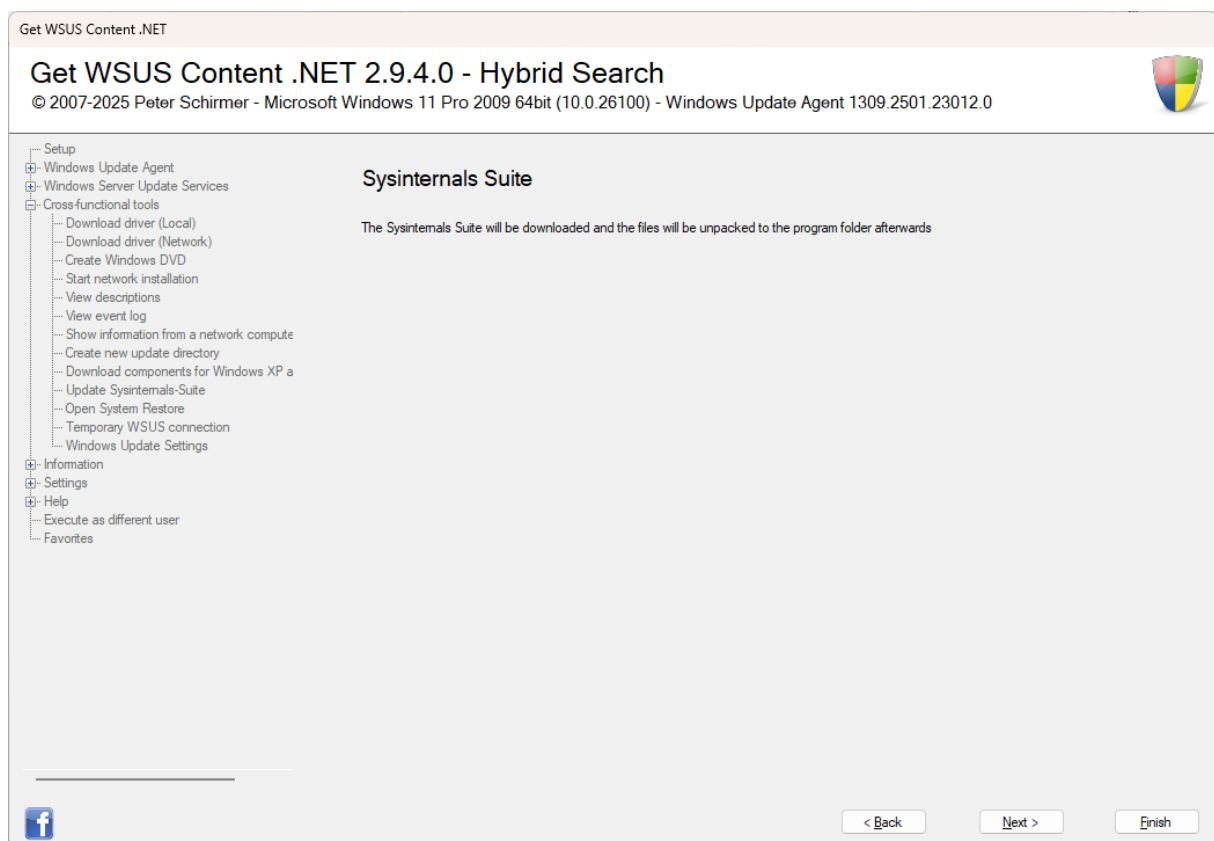 Get WSUS Content .NET
Get WSUS Content .NET 2.9.4.0 - Hybrid Search
© 2007-2025 Peter Schirmer - Microsoft Windows 11 Pro 2009 64bit (10.0.26100) - Windows Update Agent 1309.2501.23012.0
Setup
Windows Update Agent
Windows Server Update Services
Cross-functional tools
Download driver (Local)
Download driver (Network)
Create Windows DVD
Start network installation
View descriptions
View event log
Show information from a network compute
Create new update directory
Download components for Windows XP a
Update Sysinternals-Suite
Open System Restore
Temporary WSUS connection
Windows Update Settings
Information
Settings
Help
Execute as different user
Favorites
Sysinternals Suite
The Sysinternals Suite will be downloaded and the files will be unpacked to the program folder afterwards
f
< Back
Next >
Finish